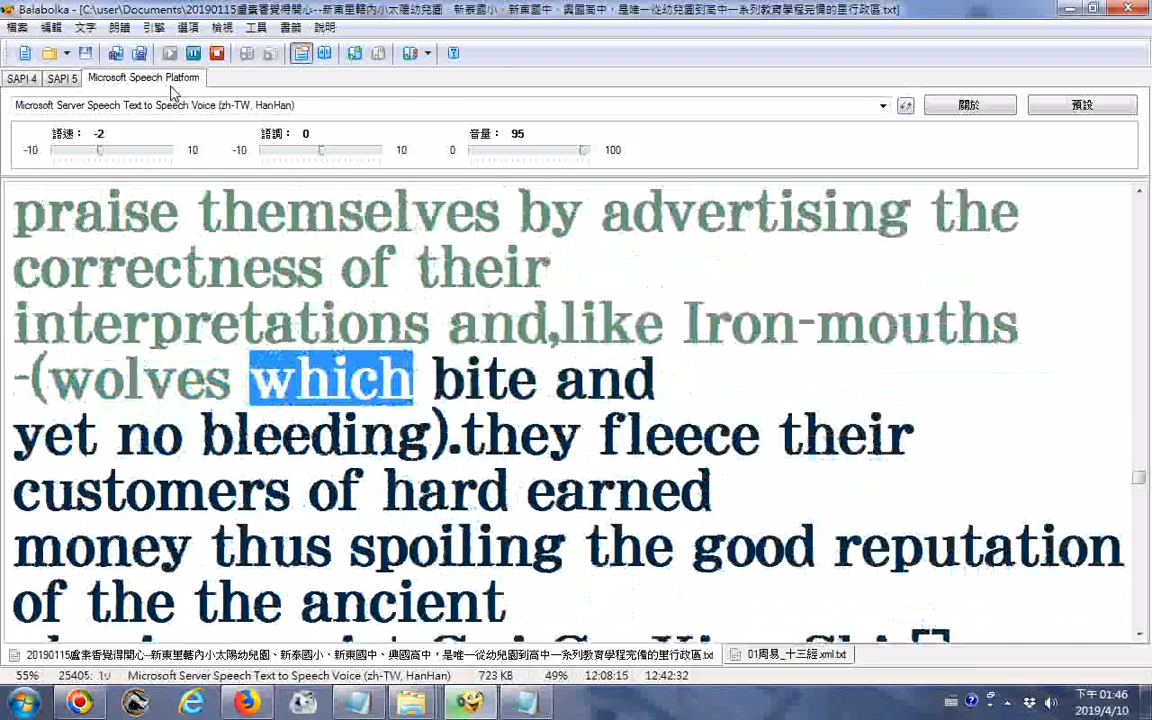 Balabolka - [C:\user\Documents\20190115盧素香覺得開心--新東里轄內小太陽幼兒園、新泰國小、新東國中、興國高中，是唯一從幼兒園到高中一系列教育學程完備的里行政區.txt]
檔案 編輯 文字 朗讀 引擎 選項 檢視 工具 書籤 說明
SAPI 4 SAPI 5 Microsoft Speech Platform
Microsoft Server Speech Text to Speech Voice (zh-TW, HanHan) 關於 預設
語速： -2 語調： 0 音量： 95
-10 10 -10 10 0 100
praise themselves by advertising the
correctness of their
interpretations and,like Iron-mouths
-(wolves which bite and
yet no bleeding).they fleece their
customers of hard earned
money thus spoiling the good reputation
of the the ancient
20190115盧素香覺得開心--新東里轄內小太陽幼兒園、新泰國小、新東國中、興國高中，是唯一從幼兒園到高中一系列教育學程完備的里行政區.txt 01周易_十三經.xml.txt
55% Microsoft Server Speech Text to Speech Voice (zh-TW, HanHan) 723 KB 49% 12:08:15 12:42:32
下午 01:46
2019/4/10